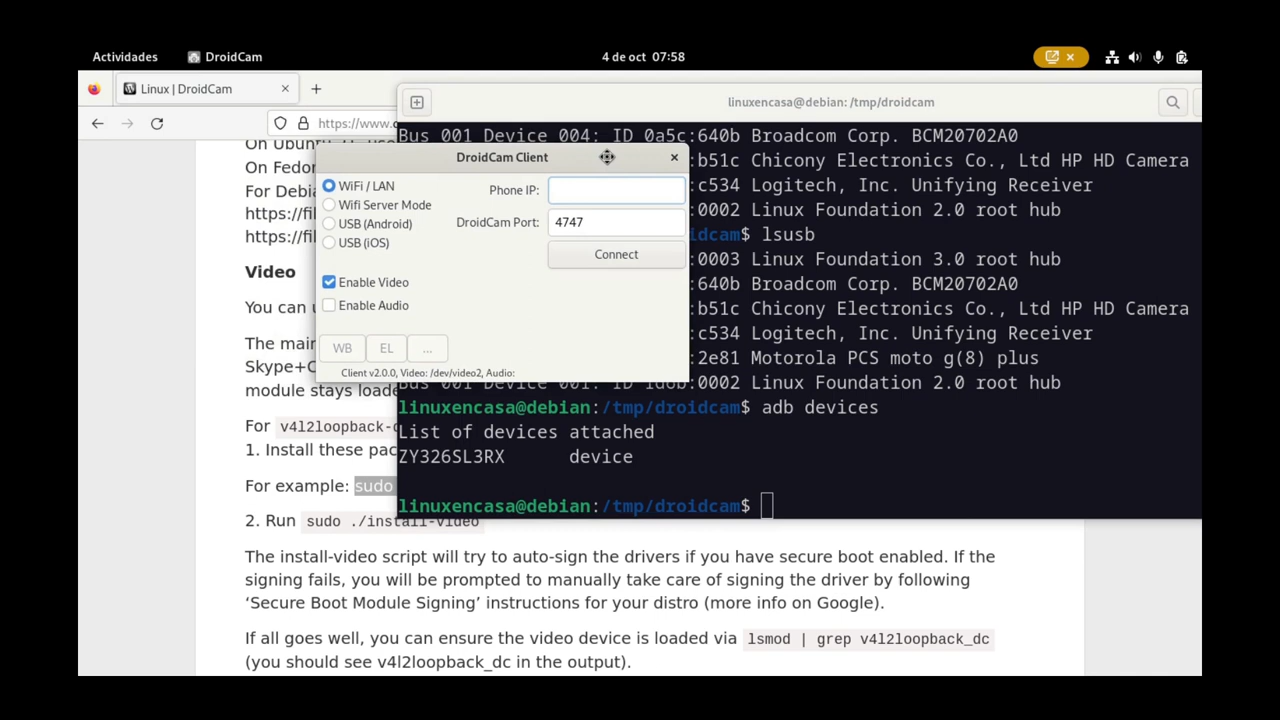 Actividades DroidCam 4 de oct 07:58
Linux | DroidCam
linuxencasa@debian: /tmp/droidcam
https://www.
On Fedor
For Debia
https://fil
https://fil
Video
You can u
The main
Skype+C
module stays loade
For v4l2loopback-
1. Install these pac
For example: sudo
2. Run sudo ./install-video
The install-video script will try to auto-sign the drivers if you have secure boot enabled. If the
signing fails, you will be prompted to manually take care of signing the driver by following
‘Secure Boot Module Signing’ instructions for your distro (more info on Google).
If all goes well, you can ensure the video device is loaded via lsmod | grep v4l2loopback_dc
(you should see v4l2loopback_dc in the output).
DroidCam Client
WiFi / LAN
Wifi Server Mode
USB (Android)
USB (iOS)
Phone IP:
DroidCam Port: 4747
Connect
Enable Video
Enable Audio
WB EL ...
Client v2.0.0, Video: /dev/video2, Audio:
Bus 001 Device 004: ID 0a5c:640b Broadcom Corp. BCM20702A0
:b51c Chicony Electronics Co., Ltd HP HD Camera
:c534 Logitech, Inc. Unifying Receiver
:0002 Linux Foundation 2.0 root hub
idcam$ lsusb
:0003 Linux Foundation 3.0 root hub
:640b Broadcom Corp. BCM20702A0
:b51c Chicony Electronics Co., Ltd HP HD Camera
:c534 Logitech, Inc. Unifying Receiver
:2e81 Motorola PCS moto g(8) plus
Bus 001 Device 001: ID 1d6b:0002 Linux Foundation 2.0 root hub
linuxencasa@debian:/tmp/droidcam$ adb devices
List of devices attached
ZY326SL3RX device
linuxencasa@debian:/tmp/droidcam$